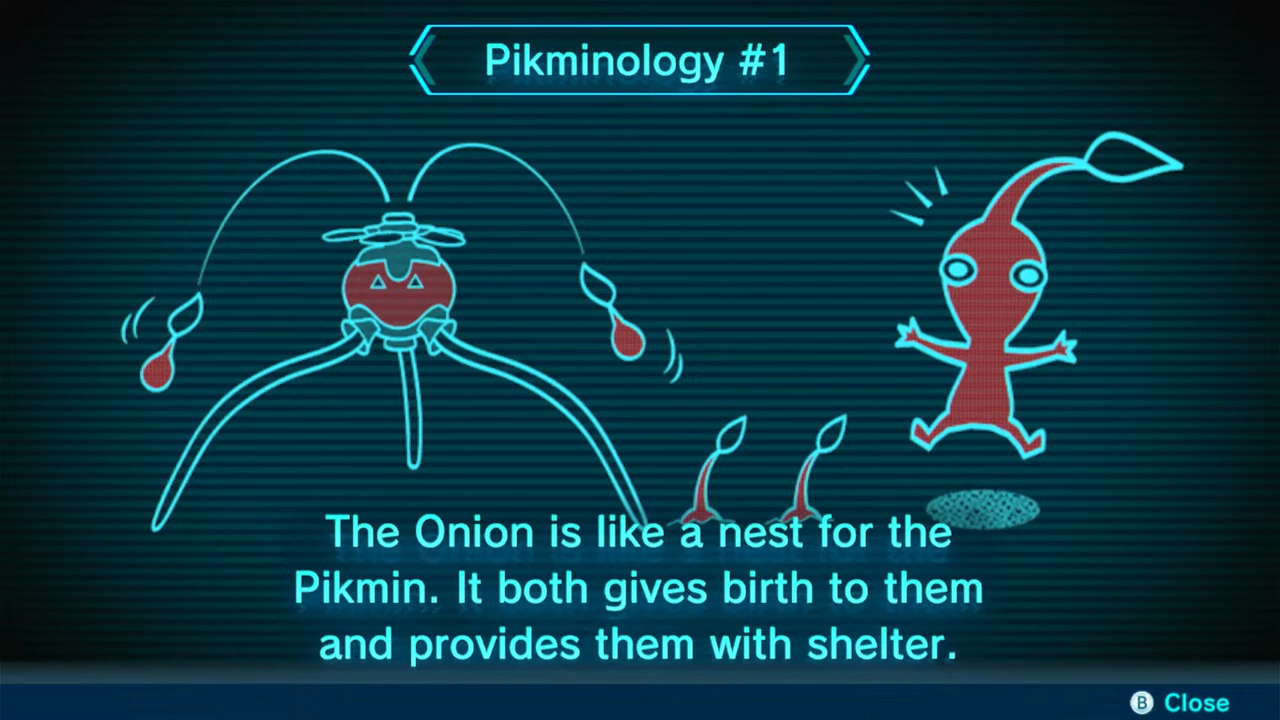 Pikminology #1
The Onion is like a nest for the
Pikmin. It both gives birth to them
and provides them with shelter.
B Close